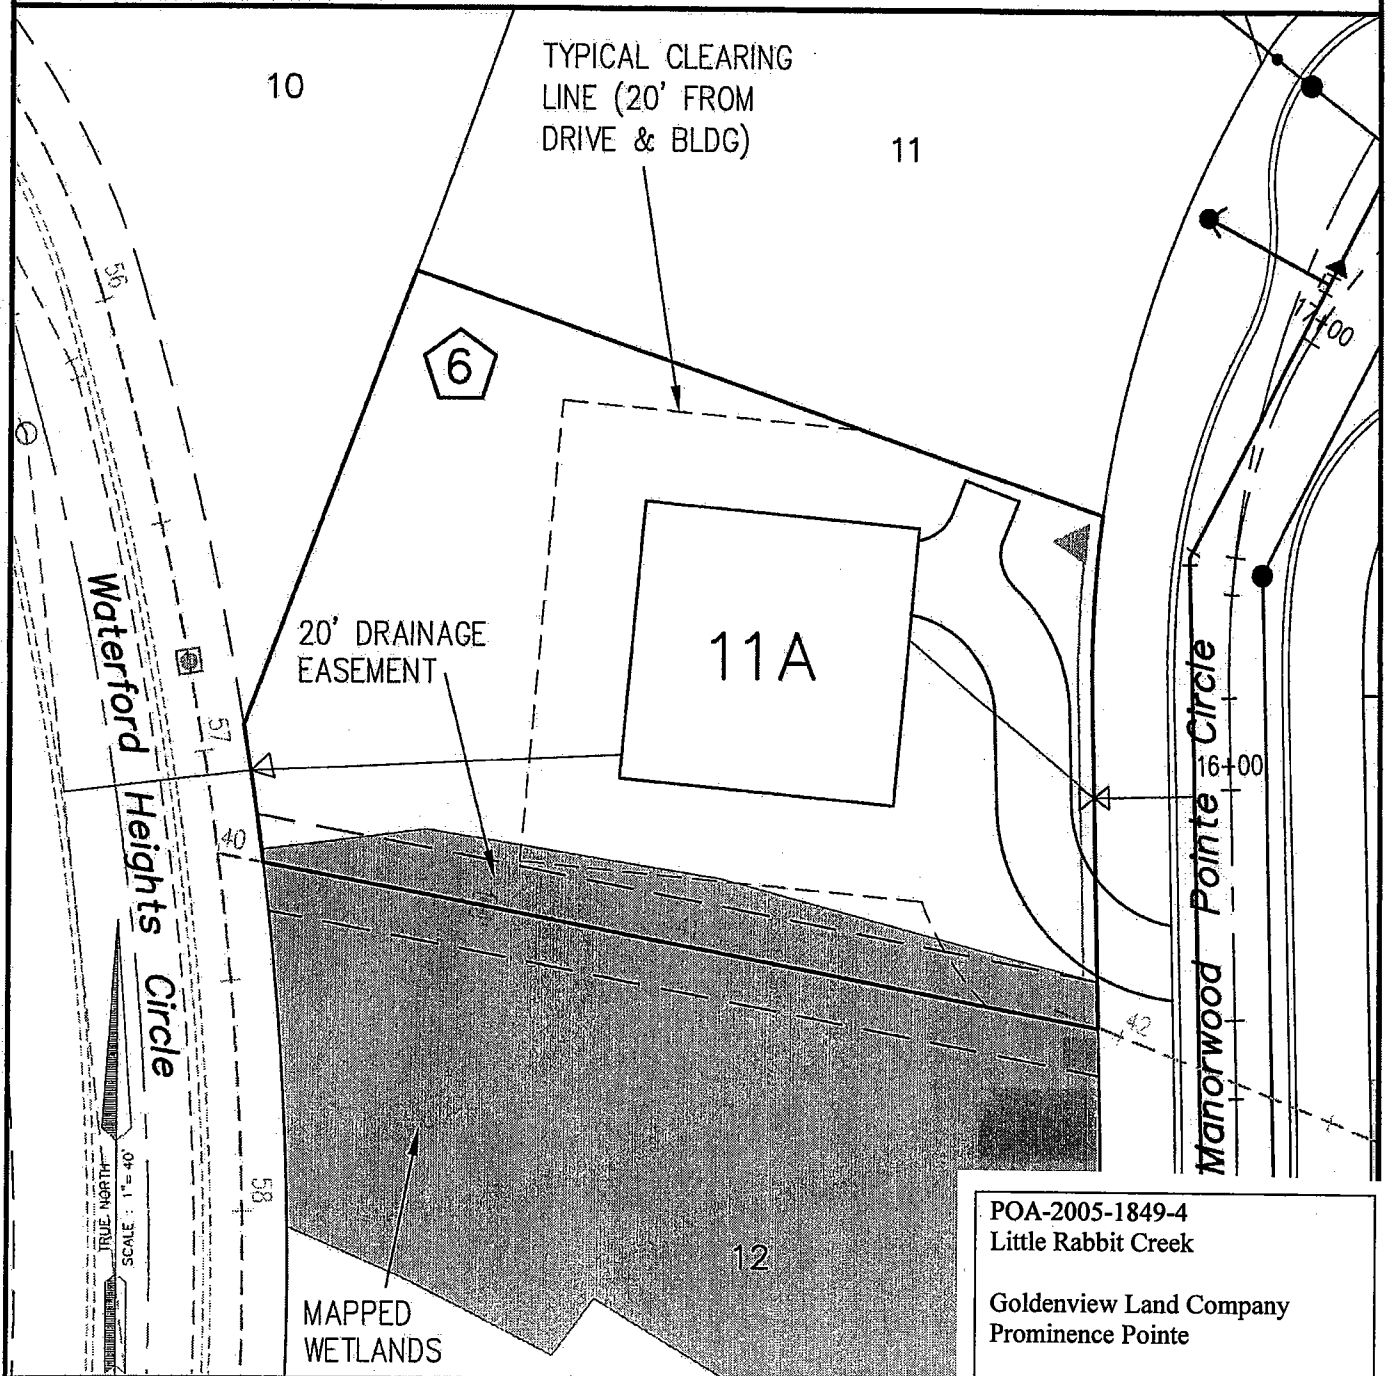 10
TYPICAL CLEARING
LINE (20' FROM
DRIVE & BLDG)
11
56
6
17+00
Waterford Heights Circle
20' DRAINAGE
EASEMENT
11A
57
Manorwood Pointe Circle
16+00
40
42
58
TRUE NORTH
SCALE : 1"= 40'
12
MAPPED
WETLANDS
POA-2005-1849-4
Little Rabbit Creek
Goldenview Land Company
Prominence Pointe